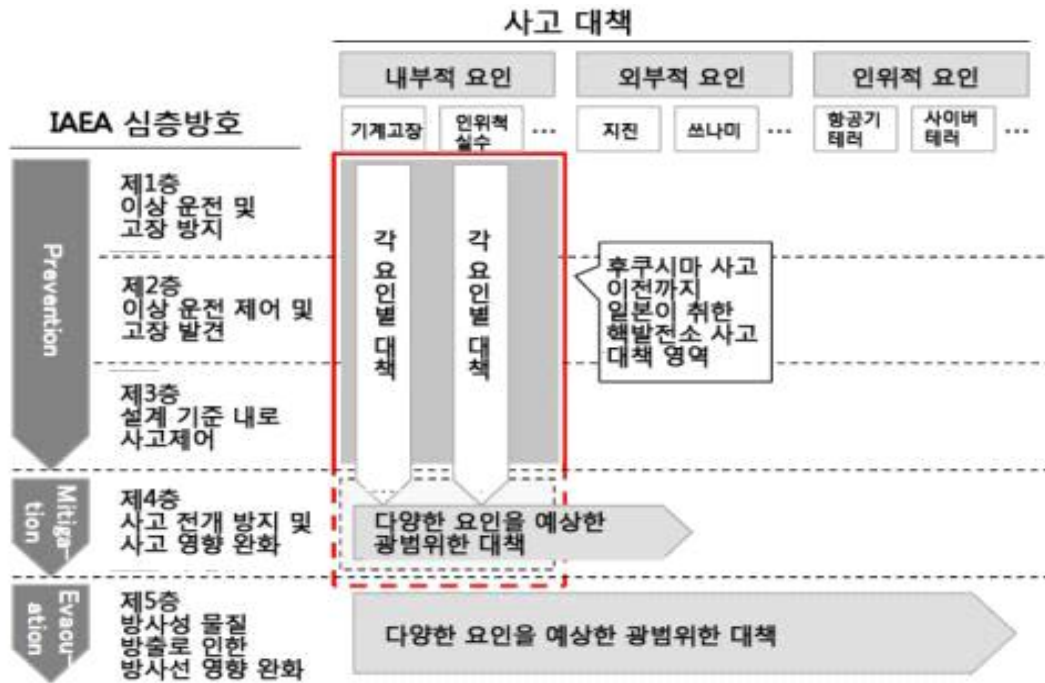 사고 대책
내부적 요인
외부적 요인
인위적 요인
IAEA 심층방호
기계고장
인위척
실수
...
지진
쓰나미
...
항공기
테러
사이버
테러
...
Prevention
제1층
이상 운전 및
고장 방지
제2층
이상 운전 제어 및
고장 발견
제3층
설계 기준 내로
사고제어
각 요인별 대책
각 요인별 대책
후쿠시마 사고
이전까지
일본이 취한
핵발전소 사고
대책 영역
Mitiga-
tion
제4층
사고 전개 방지 및
사고 영향 완화
...
다양한 요인을 예상한
광범위한 대책
Evacu-
ation
제5층
방사성 물질
방출로 인한
방사선 영향 완화
다양한 요인을 예상한 광범위한 대책